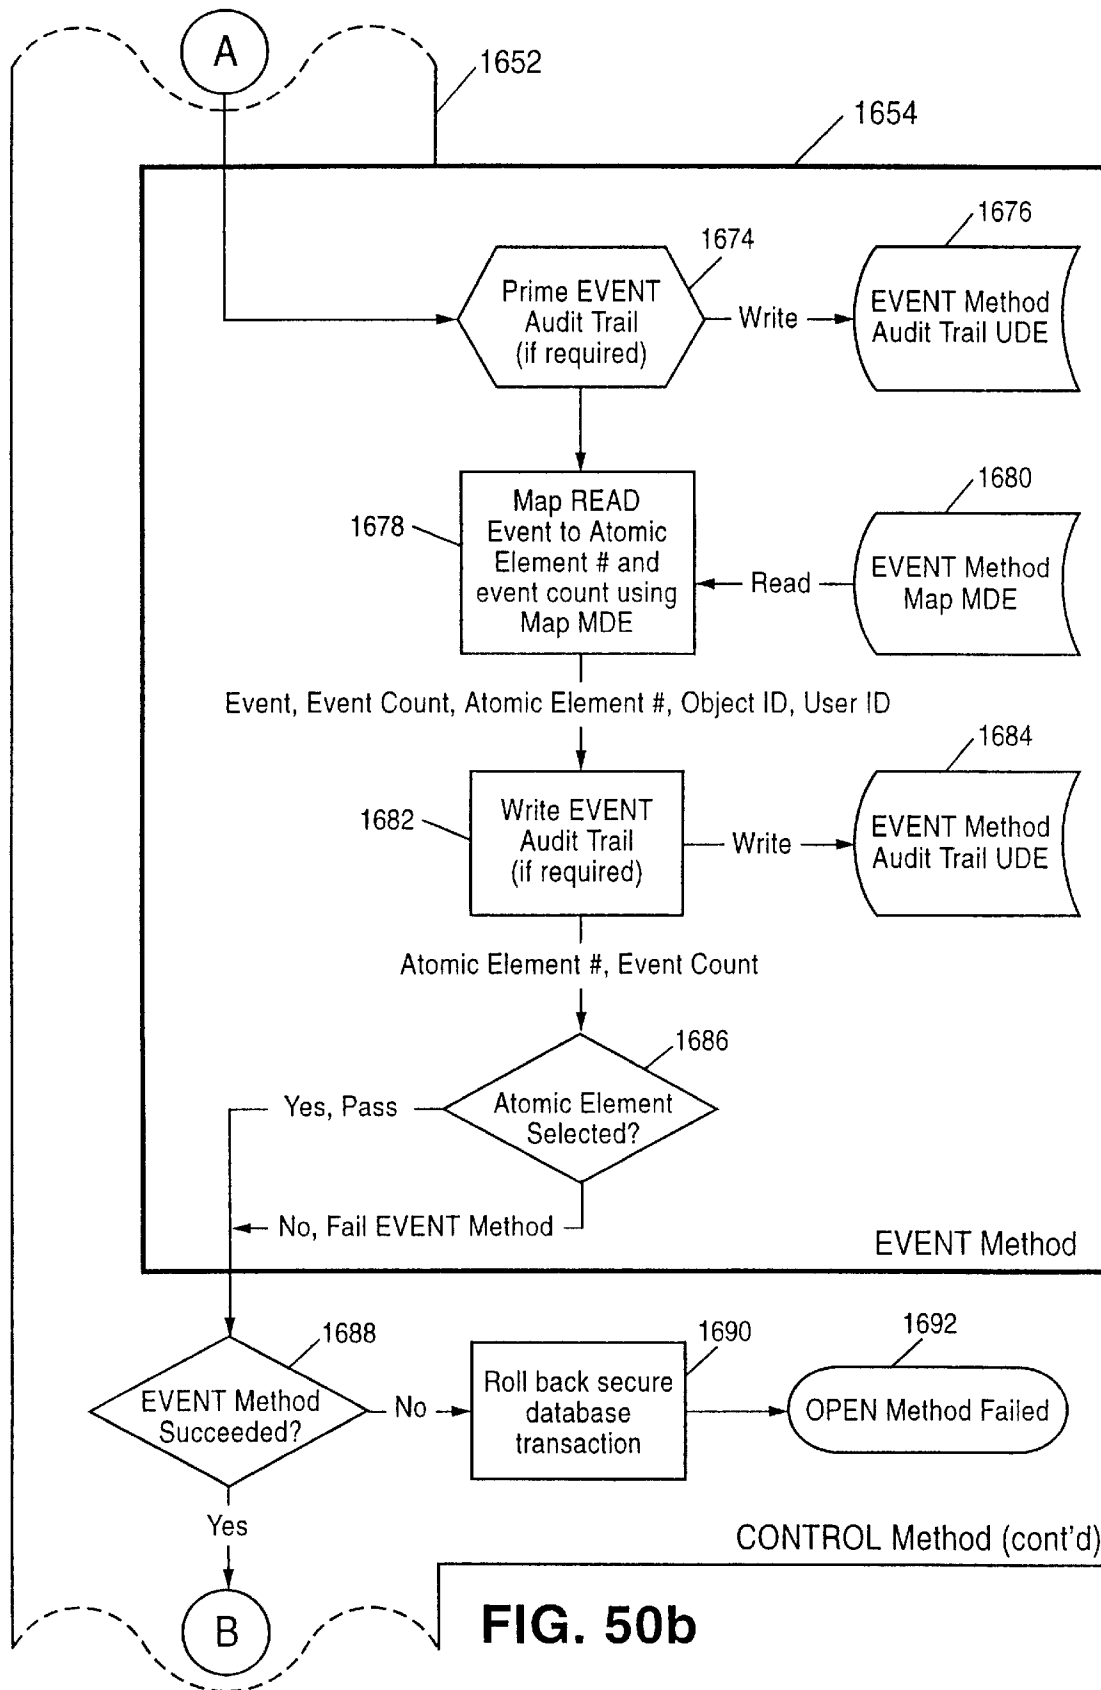 A
1652
1654
1674
1676
Prime EVENT
Audit Trail
(if required)
Write
EVENT Method
Audit Trail UDE
1678
Map READ
Event to Atomic
Element # and
event count using
Map MDE
Read
1680
EVENT Method
Map MDE
Event, Event Count, Atomic Element #, Object ID, User ID
1682
Write EVENT
Audit Trail
(if required)
Write
1684
EVENT Method
Audit Trail UDE
Atomic Element #, Event Count
1686
Atomic Element
Selected?
Yes, Pass
No, Fail EVENT Method
EVENT Method
1688
EVENT Method
Succeeded?
No
1690
Roll back secure
database
transaction
1692
OPEN Method Failed
Yes
CONTROL Method (cont'd)
B
FIG. 50b